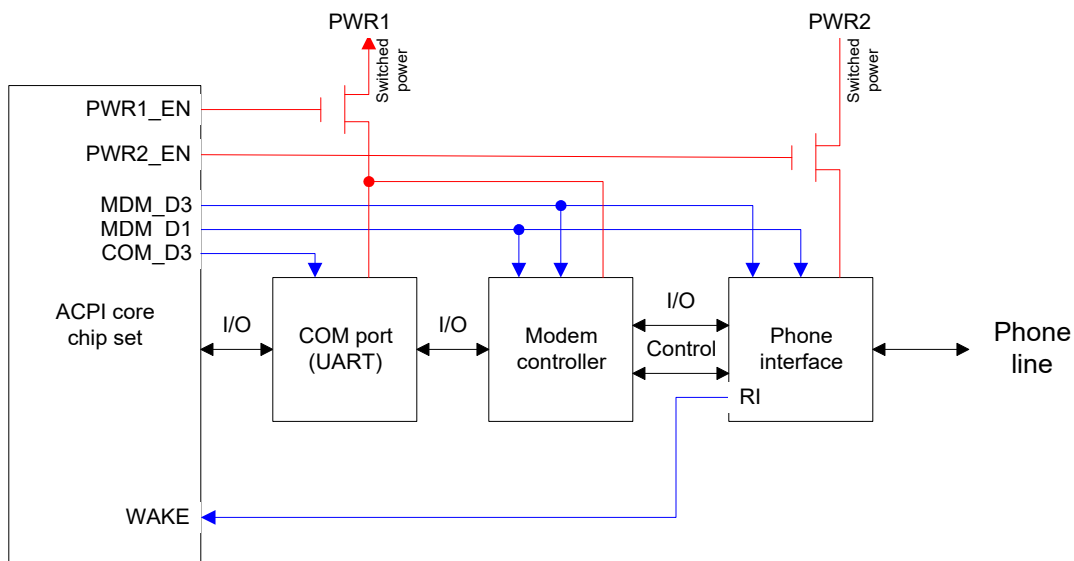 PWR1
PWR2
Switched
power
Switched
power
PWR1_EN
PWR2_EN
MDM_D3
MDM_D1
COM_D3
ACPI core
chip set
I/O
COM port
(UART)
I/O
Modem
controller
I/O
Control
Phone
interface
RI
Phone
line
WAKE